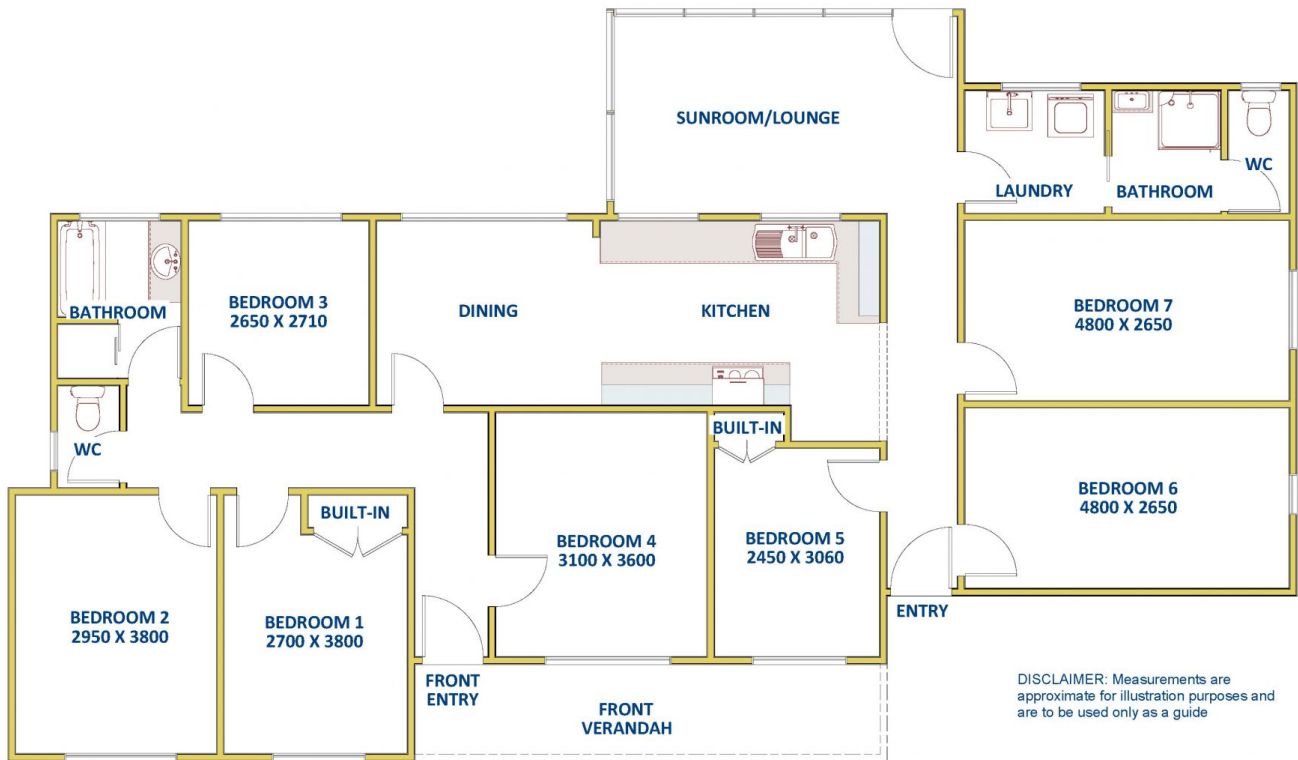 SUNROOM/LOUNGE
LAUNDRY
BATHROOM
WC
BATHROOM
BEDROOM 3
2650 X 2710
DINING
KITCHEN
BEDROOM 7
4800 X 2650
WC
BUILT-IN
BUILT-IN
BEDROOM 2
2950 X 3800
BEDROOM 1
2700 X 3800
BEDROOM 4
3100 X 3600
BEDROOM 5
2450 X 3060
BEDROOM 6
4800 X 2650
ENTRY
FRONT
ENTRY
FRONT
VERANDAH
DISCLAIMER: Measurements are
approximate for illustration purposes and
are to be used only as a guide